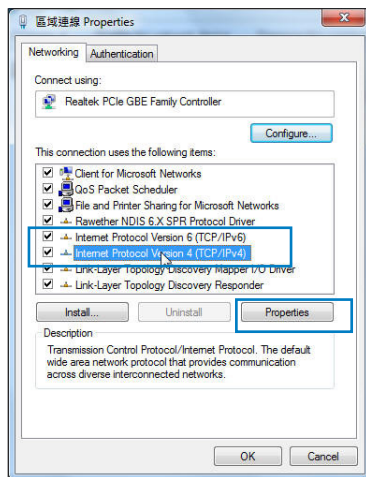 區域連線 Properties
Networking
Authentication
Connect using:
Realtek PCIe GBE Family Controller
Configure...
This connection uses the following items:
Client for Microsoft Networks
QoS Packet Scheduler
File and Printer Sharing for Microsoft Networks
Rawether NDIS 6.X SPR Protocol Driver
Internet Protocol Version 6 (TCP/IPv6)
Internet Protocol Version 4 (TCP/IPv4)
Link-Layer Topology Discovery Mapper I/O Driver
Link-Layer Topology Discovery Responder
Install...
Uninstall
Properties
Description
Transmission Control Protocol/Internet Protocol. The default
wide area network protocol that provides communication
across diverse interconnected networks.
OK
Cancel